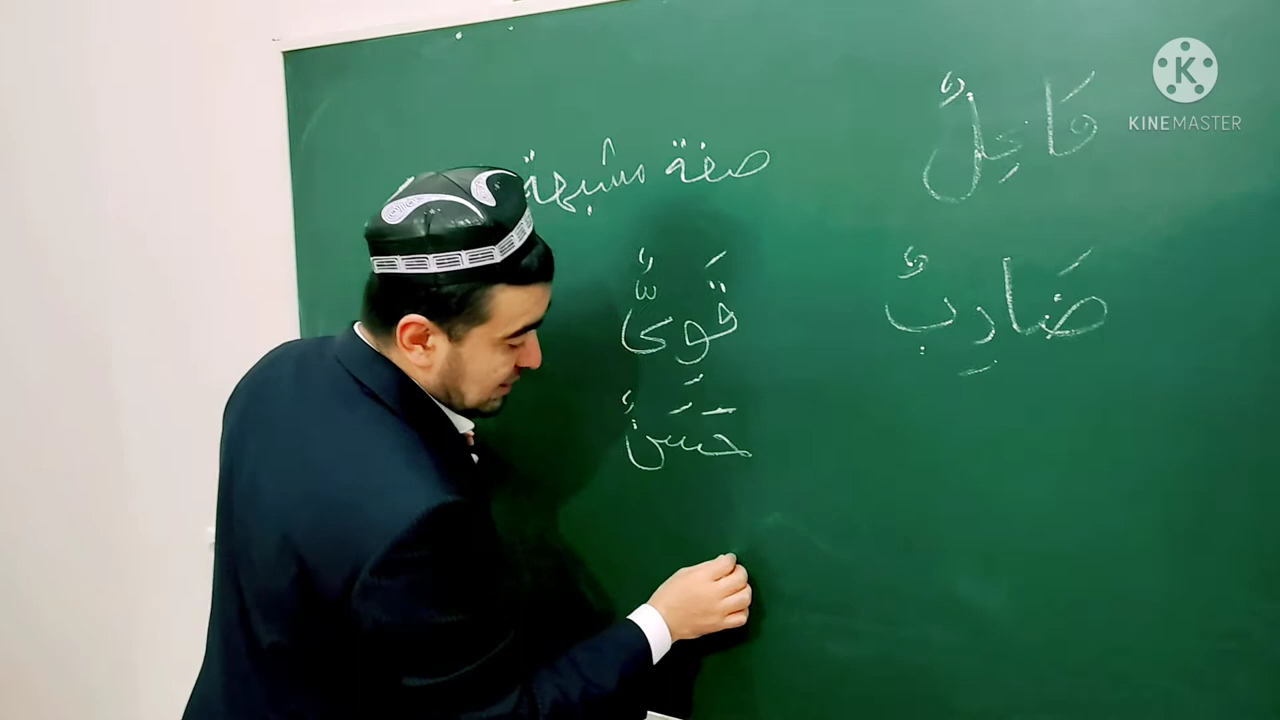 فَاعِلٌ
ضَارِبٌ
صفة مشبهة
قَوِىٌّ
حَسَنٌ
KINEMASTER